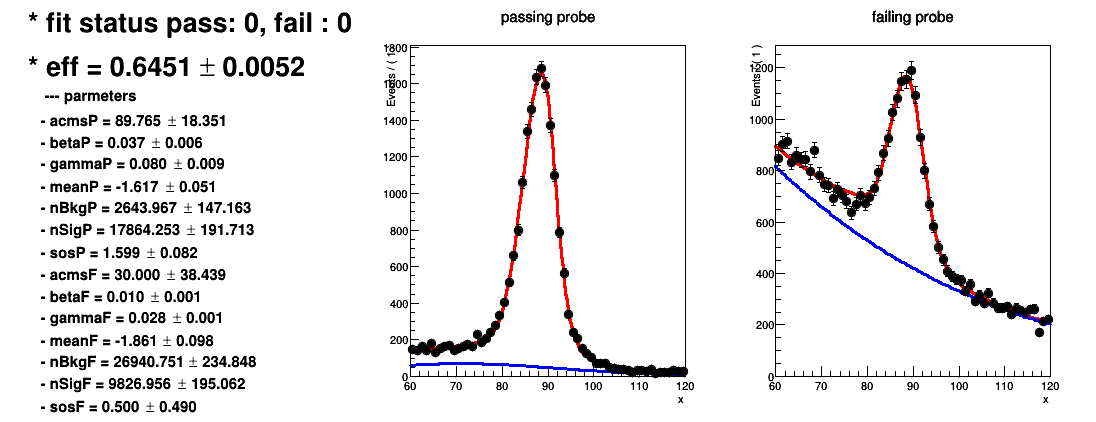 * fit status pass: 0, fail : 0
* eff = 0.6451 ± 0.0052
--- parmeters
- acmsP = 89.765 ± 18.351
- betaP = 0.037 ± 0.006
- gammaP = 0.080 ± 0.009
- meanP = -1.617 ± 0.051
- nBkgP = 2643.967 ± 147.163
- nSigP = 17864.253 ± 191.713
- sosP = 1.599 ± 0.082
- acmsF = 30.000 ± 38.439
- betaF = 0.010 ± 0.001
- gammaF = 0.028 ± 0.001
- meanF = -1.861 ± 0.098
- nBkgF = 26940.751 ± 234.848
- nSigF = 9826.956 ± 195.062
- sosF = 0.500 ± 0.490
passing probe
Events / ( 1 )
1800
1600
1400
1200
1000
800
600
400
200
0
60 70 80 90 100 110 120
x
failing probe
Events / ( 1 )
1200
1000
800
600
400
200
0
60 70 80 90 100 110 120
x